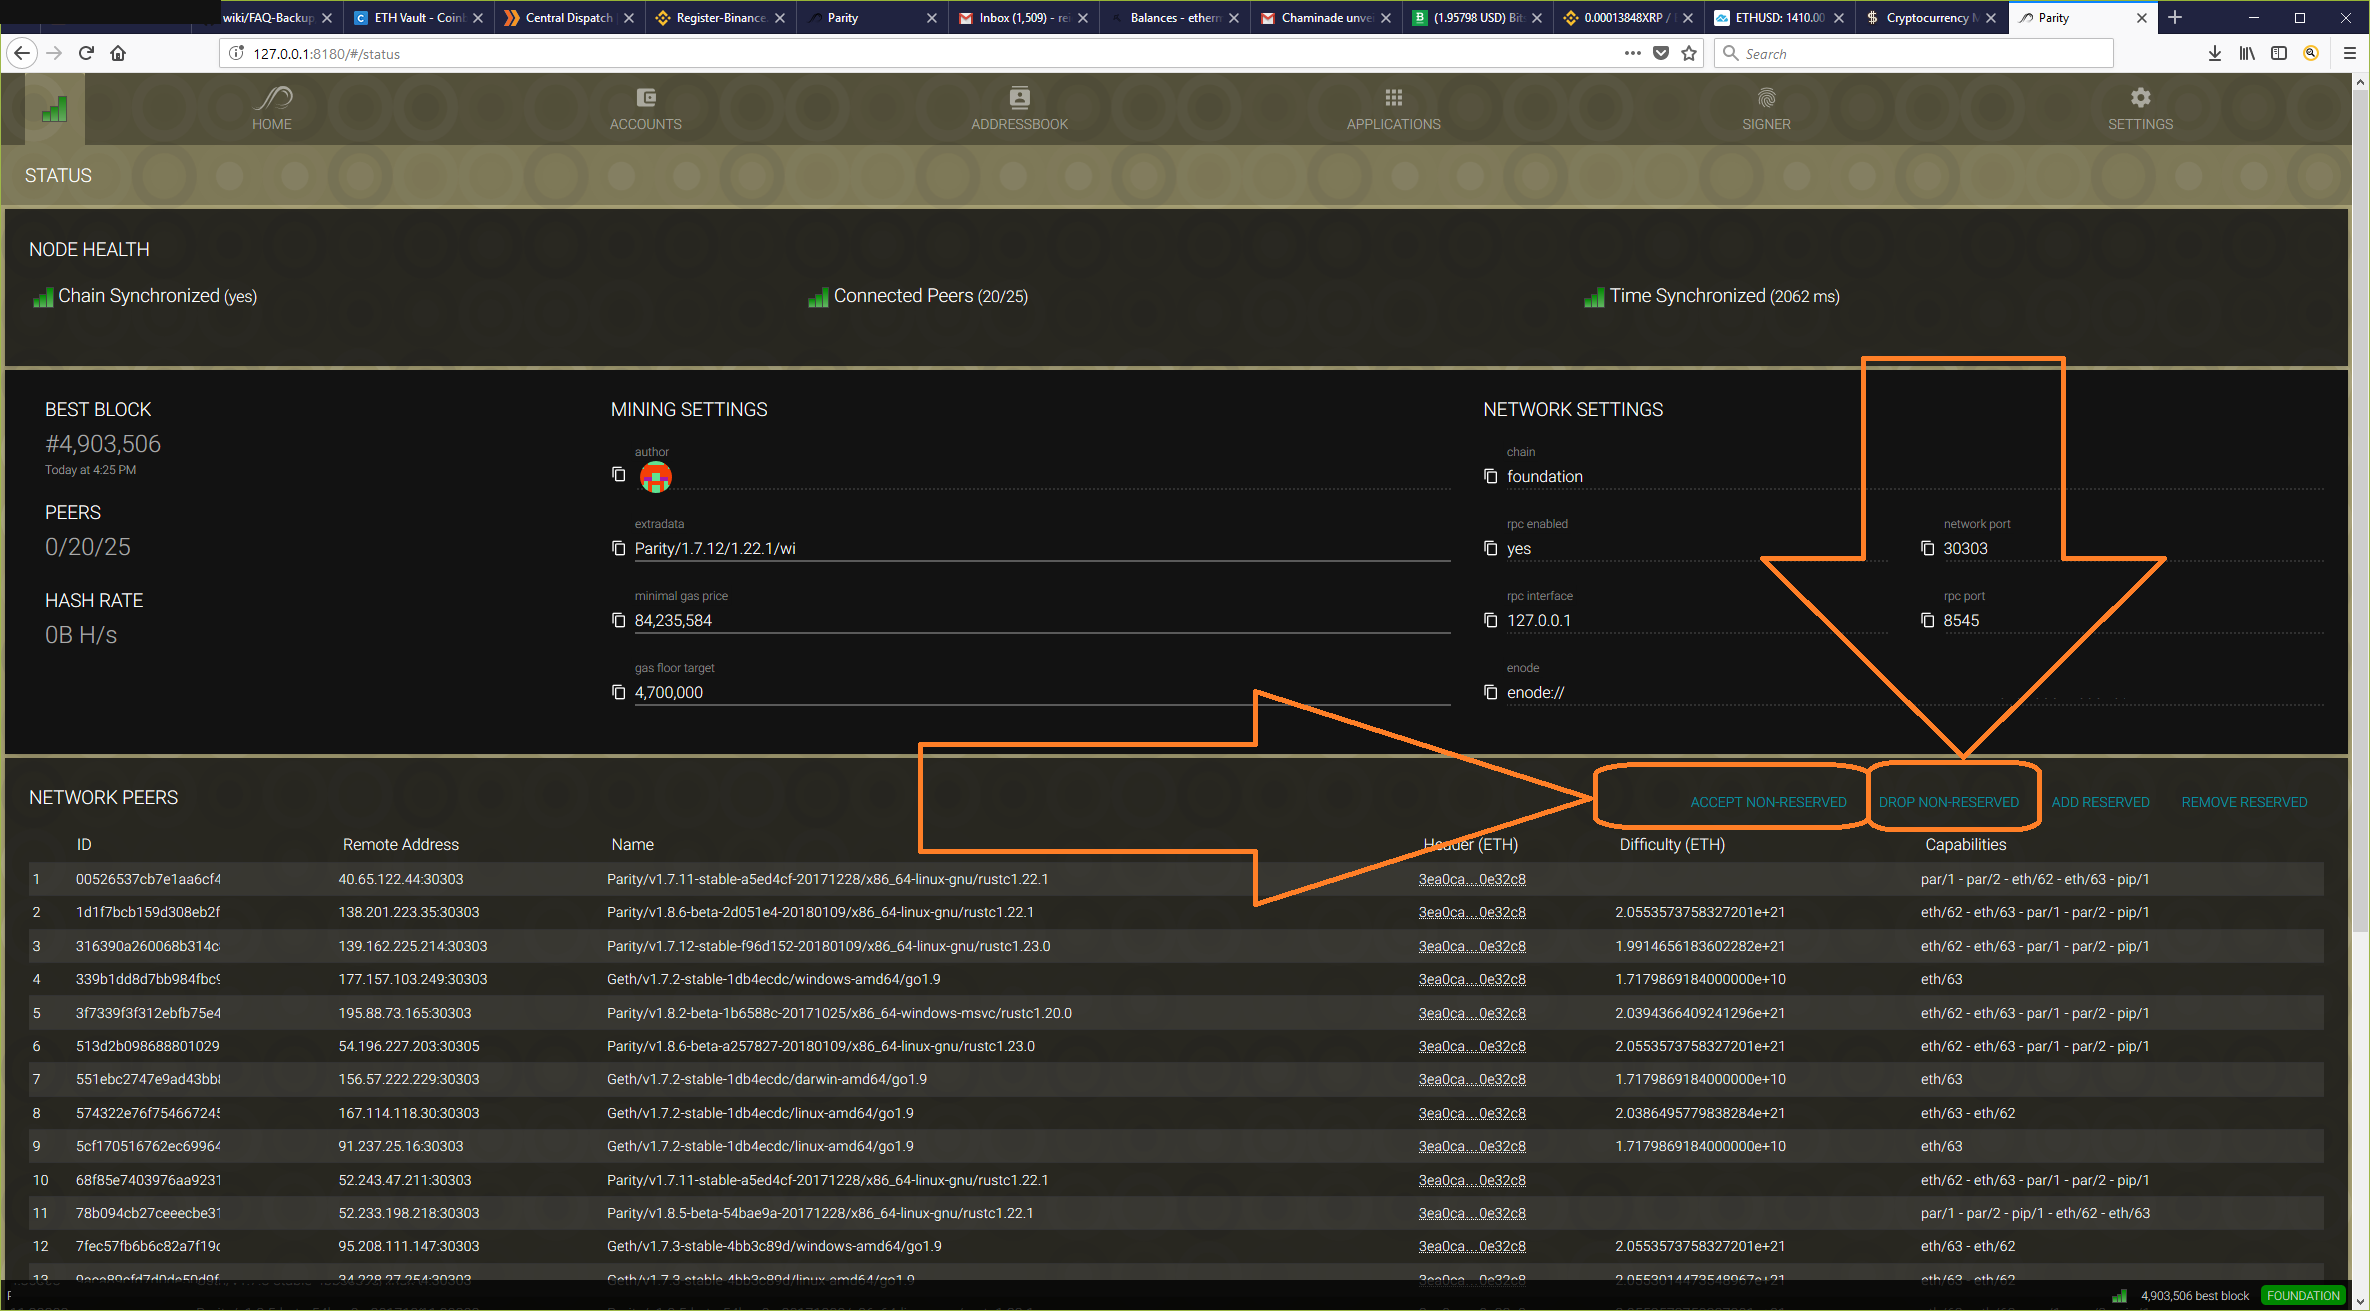 wiki/FAQ-Backup ETH Vault - Coin Central Dispatch Register-Binance. Parity Inbox (1,509) - rei Balances - ethern Chaminade unve (1.95798 USD) Bit 0.00013848XRP / ETHUSD: 1410.00 Cryptocurrency M Parity
127.0.0.1:8180/#/status Search
HOME ACCOUNTS ADDRESSBOOK APPLICATIONS SIGNER SETTINGS
STATUS
NODE HEALTH
Chain Synchronized (yes) Connected Peers (20/25) Time Synchronized (2062 ms)
BEST BLOCK
#4,903,506
Today at 4:25 PM
PEERS
0/20/25
HASH RATE
0B H/s
MINING SETTINGS
author
extradata
Parity/1.7.12/1.22.1/wi
minimal gas price
84,235,584
gas floor target
4,700,000
NETWORK SETTINGS
chain
foundation
rpc enabled network port
yes 30303
rpc interface rpc port
127.0.0.1 8545
enode
enode://
NETWORK PEERS ACCEPT NON-RESERVED DROP NON-RESERVED ADD RESERVED REMOVE RESERVED
ID Remote Address Name Header (ETH) Difficulty (ETH) Capabilities
1 00526537cb7e1aa6cf4 40.65.122.44:30303 Parity/v1.7.11-stable-a5ed4cf-20171228/x86_64-linux-gnu/rustc1.22.1 3ea0ca...0e32c8 par/1 - par/2 - eth/62 - eth/63 - pip/1
2 1d1f7bcb159d308eb2f 138.201.223.35:30303 Parity/v1.8.6-beta-2d051e4-20180109/x86_64-linux-gnu/rustc1.22.1 3ea0ca...0e32c8 2.0553573758327201e+21 eth/62 - eth/63 - par/1 - par/2 - pip/1
3 316390a260068b314c 139.162.225.214:30303 Parity/v1.7.12-stable-f96d152-20180109/x86_64-linux-gnu/rustc1.23.0 3ea0ca...0e32c8 1.9914656183602282e+21 eth/62 - eth/63 - par/1 - par/2 - pip/1
4 339b1dd8d7bb984fbc9 177.157.103.249:30303 Geth/v1.7.2-stable-1db4ecdc/windows-amd64/go1.9 3ea0ca...0e32c8 1.7179869184000000e+10 eth/63
5 3f7339f3f312ebfb75e4 195.88.73.165:30303 Parity/v1.8.2-beta-1b6588c-20171025/x86_64-windows-msvc/rustc1.20.0 3ea0ca...0e32c8 2.0394366409241296e+21 eth/62 - eth/63 - par/1 - par/2 - pip/1
6 513d2b098688801029 54.196.227.203:30305 Parity/v1.8.6-beta-a257827-20180109/x86_64-linux-gnu/rustc1.23.0 3ea0ca...0e32c8 2.0553573758327201e+21 eth/62 - eth/63 - par/1 - par/2 - pip/1
7 551ebc2747e9ad43bb 156.57.222.229:30303 Geth/v1.7.2-stable-1db4ecdc/darwin-amd64/go1.9 3ea0ca...0e32c8 1.7179869184000000e+10 eth/63
8 574322e76f754667245 167.114.118.30:30303 Geth/v1.7.2-stable-1db4ecdc/linux-amd64/go1.9 3ea0ca...0e32c8 2.0386495779838284e+21 eth/63 - eth/62
9 5cf170516762ec69964 91.237.25.16:30303 Geth/v1.7.2-stable-1db4ecdc/linux-amd64/go1.9 3ea0ca...0e32c8 1.7179869184000000e+10 eth/63
10 68f85e7403976aa9231 52.243.47.211:30303 Parity/v1.7.11-stable-a5ed4cf-20171228/x86_64-linux-gnu/rustc1.22.1 3ea0ca...0e32c8 eth/62 - eth/63 - par/1 - par/2 - pip/1
11 78b094cb27ceeecbe31 52.233.198.218:30303 Parity/v1.8.5-beta-54bae9a-20171228/x86_64-linux-gnu/rustc1.22.1 3ea0ca...0e32c8 par/1 - par/2 - pip/1 - eth/62 - eth/63
12 7fec57fb6b6c82a7f19c 95.208.111.147:30303 Geth/v1.7.3-stable-4bb3c89d/windows-amd64/go1.9 3ea0ca...0e32c8 2.0553573758327201e+21 eth/63 - eth/62
13 34.228.27.254:30303 Geth/v1.7.3-stable-4bb3c89d/linux-amd64/go1.9 3ea0ca...0e32c8 2.0553014473548967e+21 eth/63 - eth/62
4,903,506 best block FOUNDATION